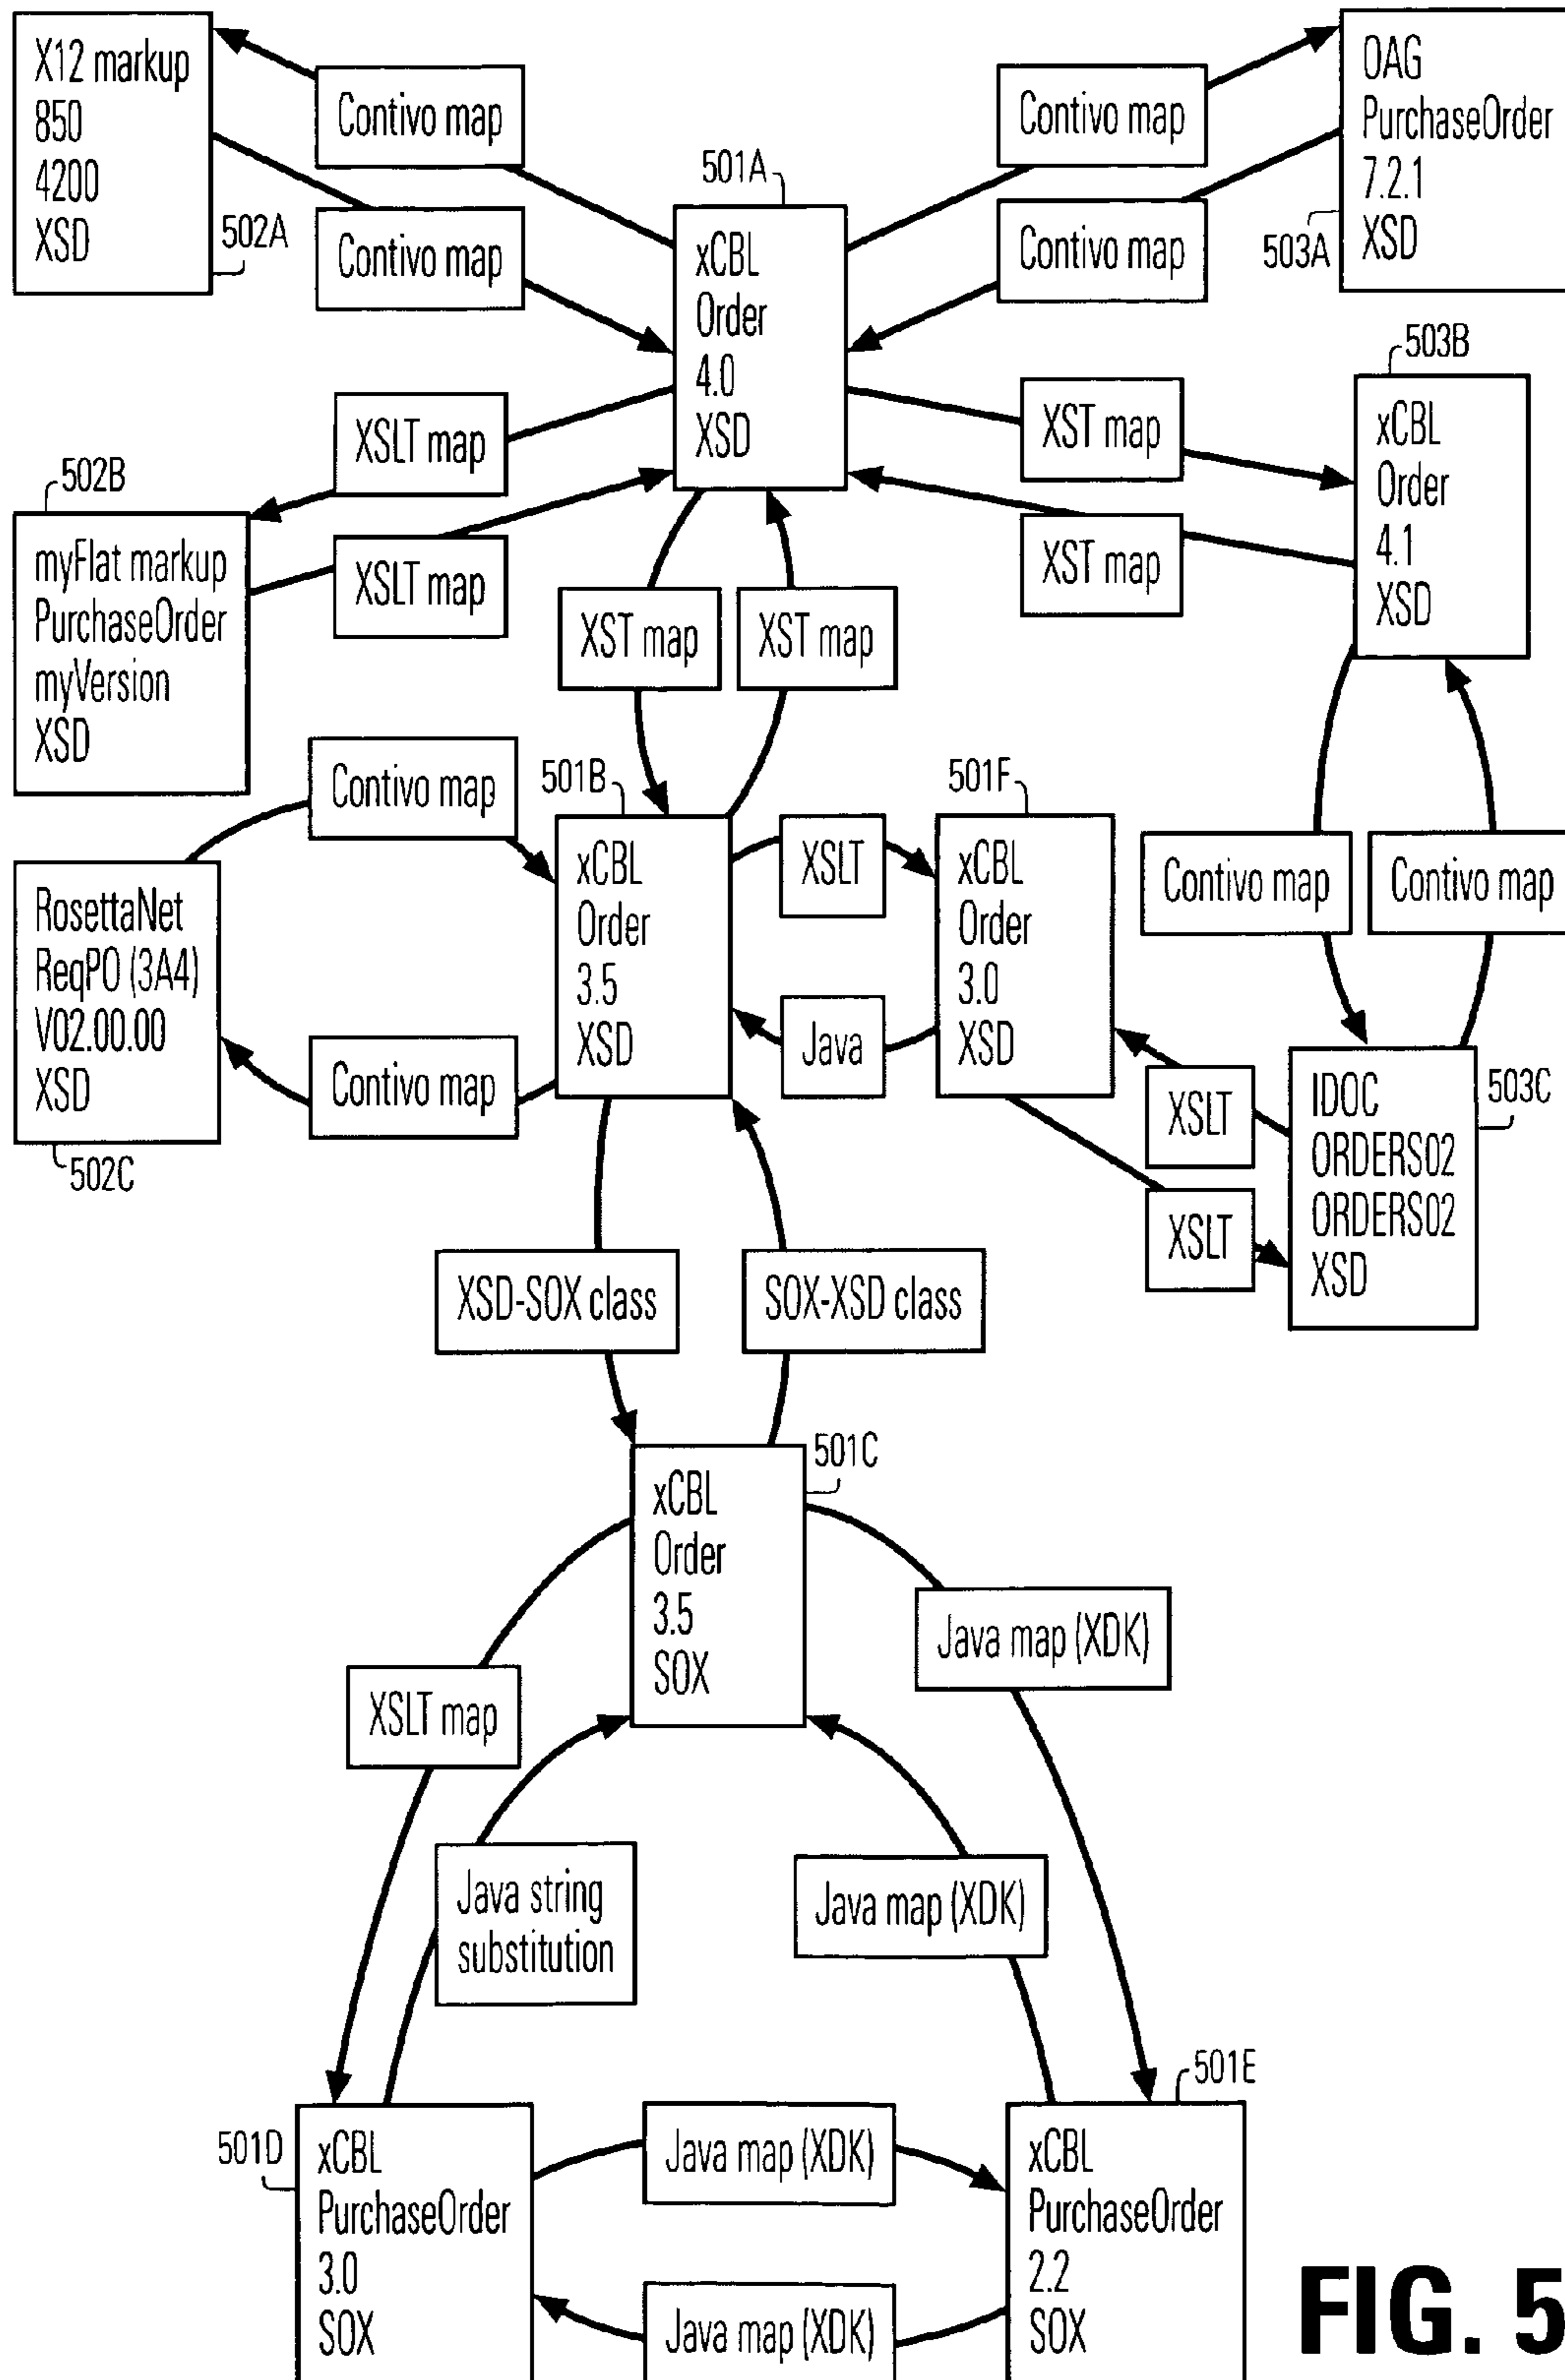 X12 markup
850
4200
XSD
502A
Contivo map
Contivo map
501A
xCBL
Order
4.0
XSD
Contivo map
Contivo map
OAG
PurchaseOrder
7.2.1
XSD
503A
503B
xCBL
Order
4.1
XSD
XSLT map
XSLT map
502B
myFlat markup
PurchaseOrder
myVersion
XSD
XST map
XST map
XST map
XST map
Contivo map
501B
xCBL
Order
3.5
XSD
XSLT
Java
501F
xCBL
Order
3.0
XSD
Contivo map
Contivo map
RosettaNet
ReqPO (3A4)
V02.00.00
XSD
502C
Contivo map
XSLT
XSLT
IDOC
ORDERS02
ORDERS02
XSD
503C
XSD-SOX class
SOX-XSD class
501C
xCBL
Order
3.5
SOX
Java map (XDK)
XSLT map
Java string
substitution
Java map (XDK)
501D
xCBL
PurchaseOrder
3.0
SOX
Java map (XDK)
Java map (XDK)
501E
xCBL
PurchaseOrder
2.2
SOX
FIG. 5